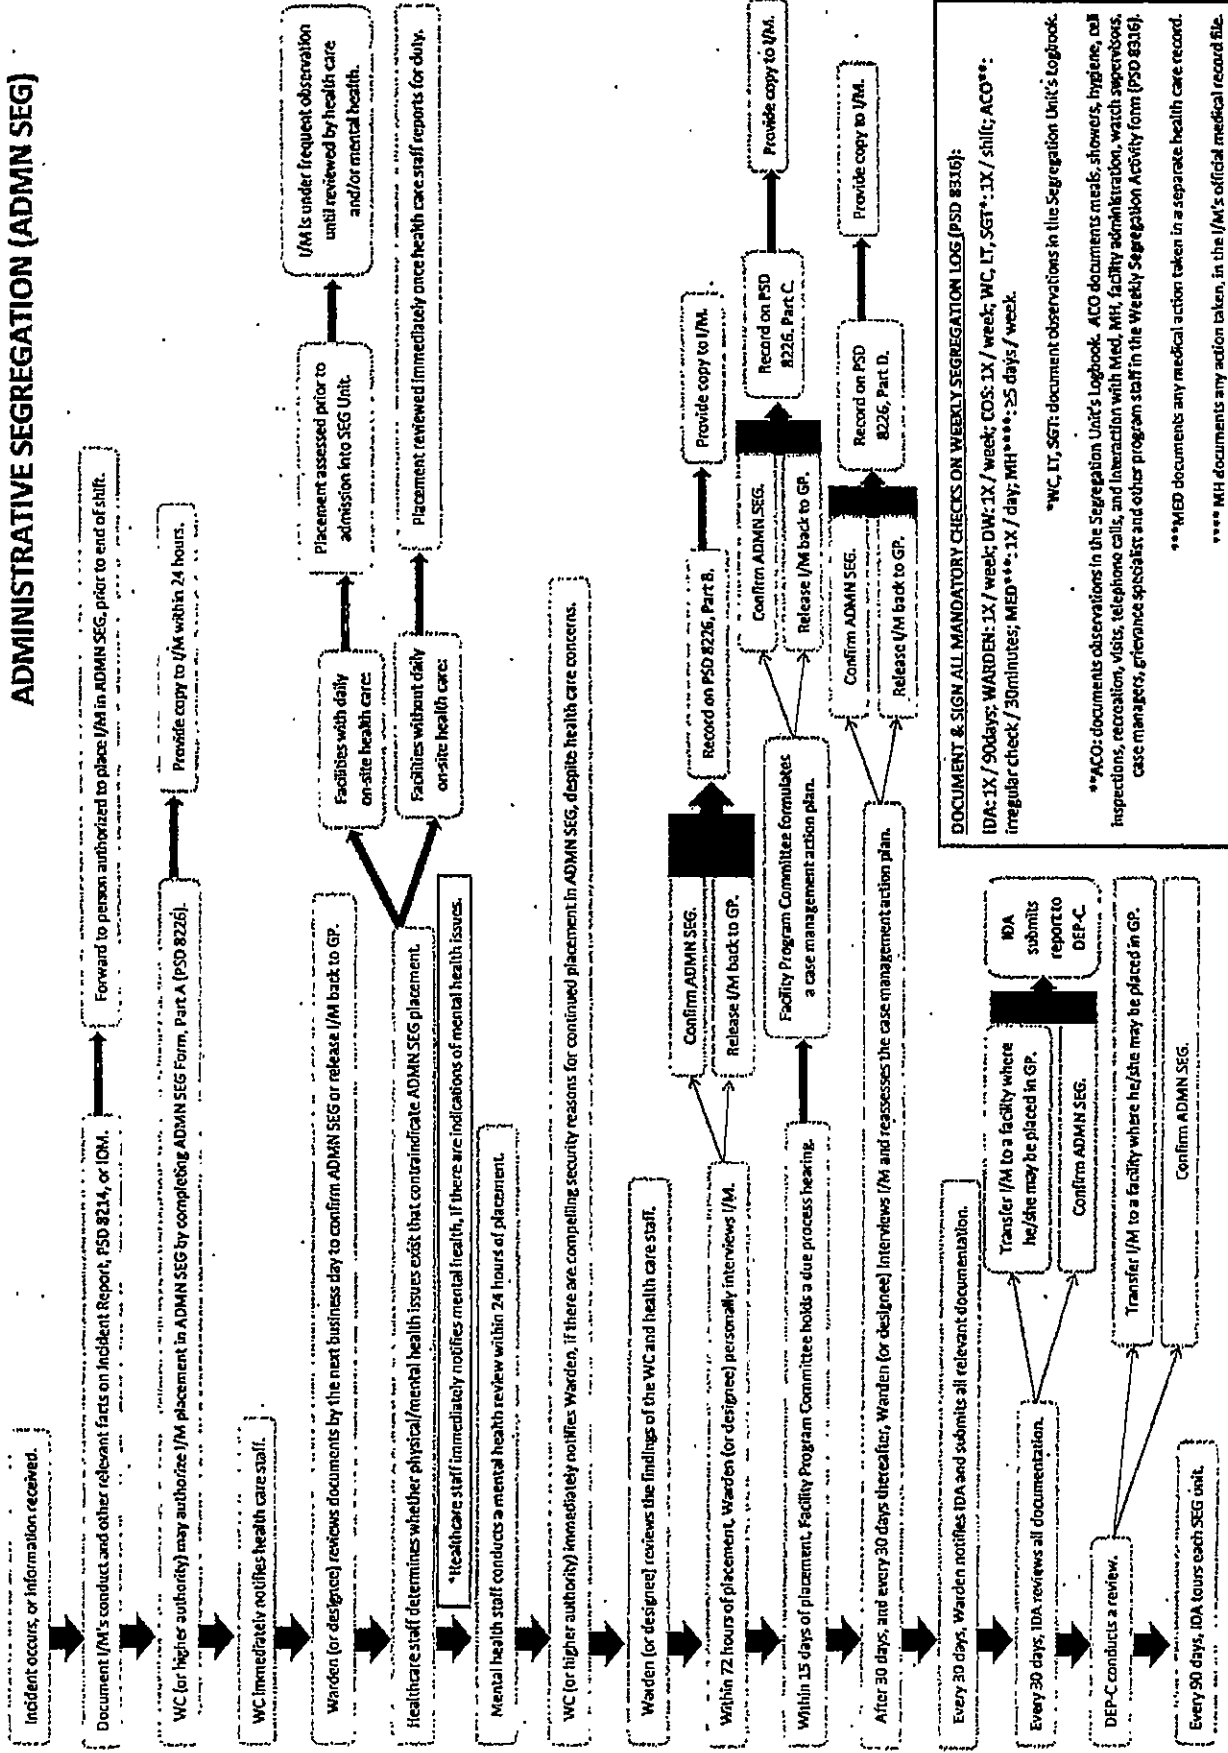 ADMINISTRATIVE SEGREGATION (ADMN SEG)
Incident occurs, or information received.
Document I/M's conduct and other relevant facts on Incident Report, PSD 8214, or IOM.
Forward to person authorized to place I/M in ADMN SEG, prior to end of shift.
WC (or higher authority) may authorize I/M placement in ADMN SEG by completing ADMN SEG Form, Part A (PSD 8226).
Provide copy to I/M within 24 hours.
WC immediately notifies health care staff.
Warden (or designee) reviews documents by the next business day to confirm ADMN SEG or release I/M back to GP.
Healthcare staff determines whether physical/mental health issues exist that contraindicate ADMN SEG placement.
*Healthcare staff immediately notifies mental health, if there are indications of mental health issues.
Facilities with daily
on-site health care:
Placement assessed prior to
admission into SEG Unit.
I/M is under frequent observation
until reviewed by health care
and/or mental health.
Facilities without daily
on-site health care:
Placement reviewed immediately once health care staff reports for duty.
Mental health staff conducts a mental health review within 24 hours of placement.
WC (or higher authority) immediately notifies Warden, if there are compelling security reasons for continued placement in ADMN SEG, despite health care concerns.
Warden (or designee) reviews the findings of the WC and health care staff.
Within 72 hours of placement, Warden (or designee) personally interviews I/M.
Confirm ADMN SEG.
Release I/M back to GP.
Record on PSD 8226, Part B.
Provide copy to I/M.
Within 15 days of placement, Facility Program Committee holds a due process hearing.
Facility Program Committee formulates
a case management action plan.
Confirm ADMN SEG.
Release I/M back to GP.
Record on PSD
8226, Part C.
Provide copy to I/M.
After 30 days, and every 30 days thereafter, Warden (or designee) interviews I/M and reassesses the case management action plan.
Confirm ADMN SEG.
Release I/M back to GP.
Record on PSD
8226, Part D.
Provide copy to I/M.
Every 30 days, Warden notifies IDA and submits all relevant documentation.
Every 30 days, IDA reviews all documentation.
Transfer I/M to a facility where
he/she may be placed in GP.
Confirm ADMN SEG.
IDA
submits
report to
DEP-C.
DEP-C conducts a review.
Transfer I/M to a facility where he/she may be placed in GP.
Confirm ADMN SEG.
Every 90 days, IDA tours each SEG unit.
DOCUMENT & SIGN ALL MANDATORY CHECKS ON WEEKLY SEGREGATION LOG (PSD 8316):
IDA: 1X / 90days; WARDEN: 1X / week; DW: 1X / week; COS: 1X / week; WC, LT, SGT*: 1X / shift; ACO**:
irregular check / 30minutes; MED***: 1X / day; MH****: ≥5 days / week.
*WC, LT, SGT: document observations in the Segregation Unit's Logbook.
**ACO: documents observations in the Segregation Unit's Logbook. ACO documents meals, showers, hygiene, cell
inspections, recreation, visits, telephone calls, and interaction with Med, MH, facility administration, watch supervisors,
case managers, grievance specialist and other program staff in the Weekly Segregation Activity form (PSD 8316).
***MED documents any medical action taken in a separate health care record.
**** MH documents any action taken, in the I/M's official medical record file.